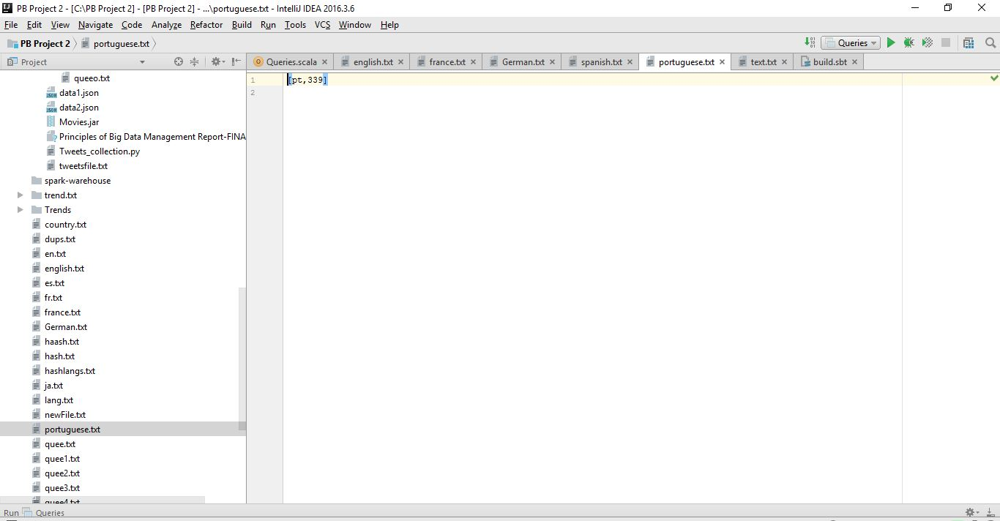 PB Project 2 - [C:\PB Project 2] - [PB Project 2] - ...\portuguese.txt - IntelliJ IDEA 2016.3.6
File Edit View Navigate Code Analyze Refactor Build Run Tools VCS Window Help
PB Project 2 portuguese.txt Queries
Project Queries.scala english.txt france.txt German.txt spanish.txt portuguese.txt text.txt build.sbt
queeo.txt
1 [pt,339]
2
data1.json
data2.json
Movies.jar
Principles of Big Data Management Report-FINA
Tweets_collection.py
tweetsfile.txt
spark-warehouse
trend.txt
Trends
country.txt
dups.txt
en.txt
english.txt
es.txt
fr.txt
france.txt
German.txt
haash.txt
hash.txt
hashlangs.txt
ja.txt
lang.txt
newFile.txt
portuguese.txt
quee.txt
quee1.txt
quee2.txt
quee3.txt
quee4.txt
Run Queries